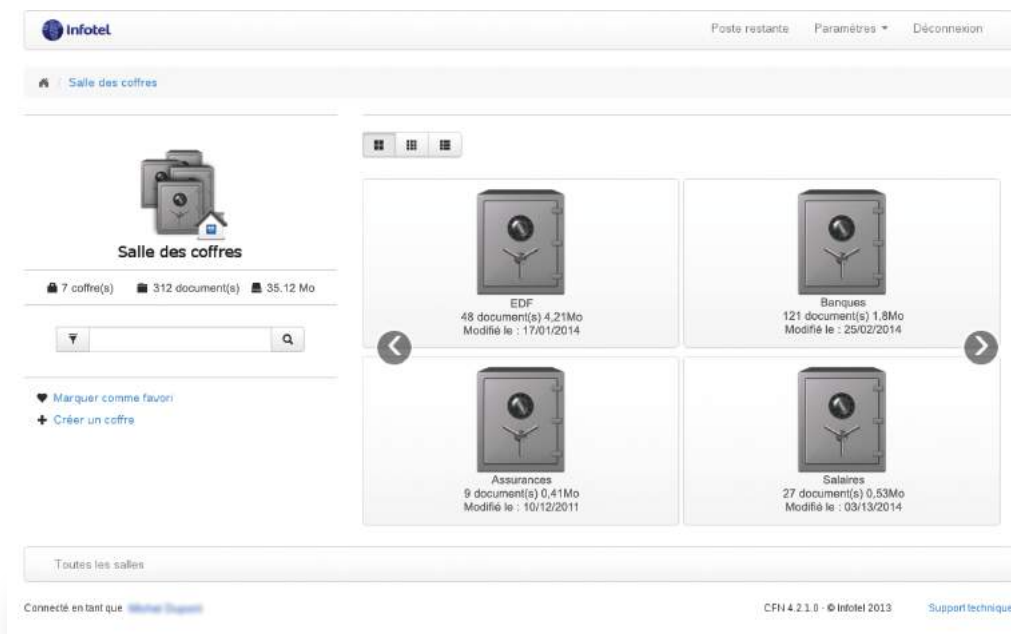 Infotel
Poste restante Paramètres Déconnexion
/ Salle des coffres
Salle des coffres
7 coffre(s) 312 document(s) 35.12 Mo
Marquer comme favori
Créer un coffre
EDF
48 document(s) 4,21Mo
Modifié le : 17/01/2014
Banques
121 document(s) 1,8Mo
Modifié le : 25/02/2014
Assurances
9 document(s) 0,41Mo
Modifié le : 10/12/2011
Salaires
27 document(s) 0,53Mo
Modifié le : 03/13/2014
Toutes les salles
Connecté en tant que
CFN 4.2.1.0 - © Infotel 2013 Support technique